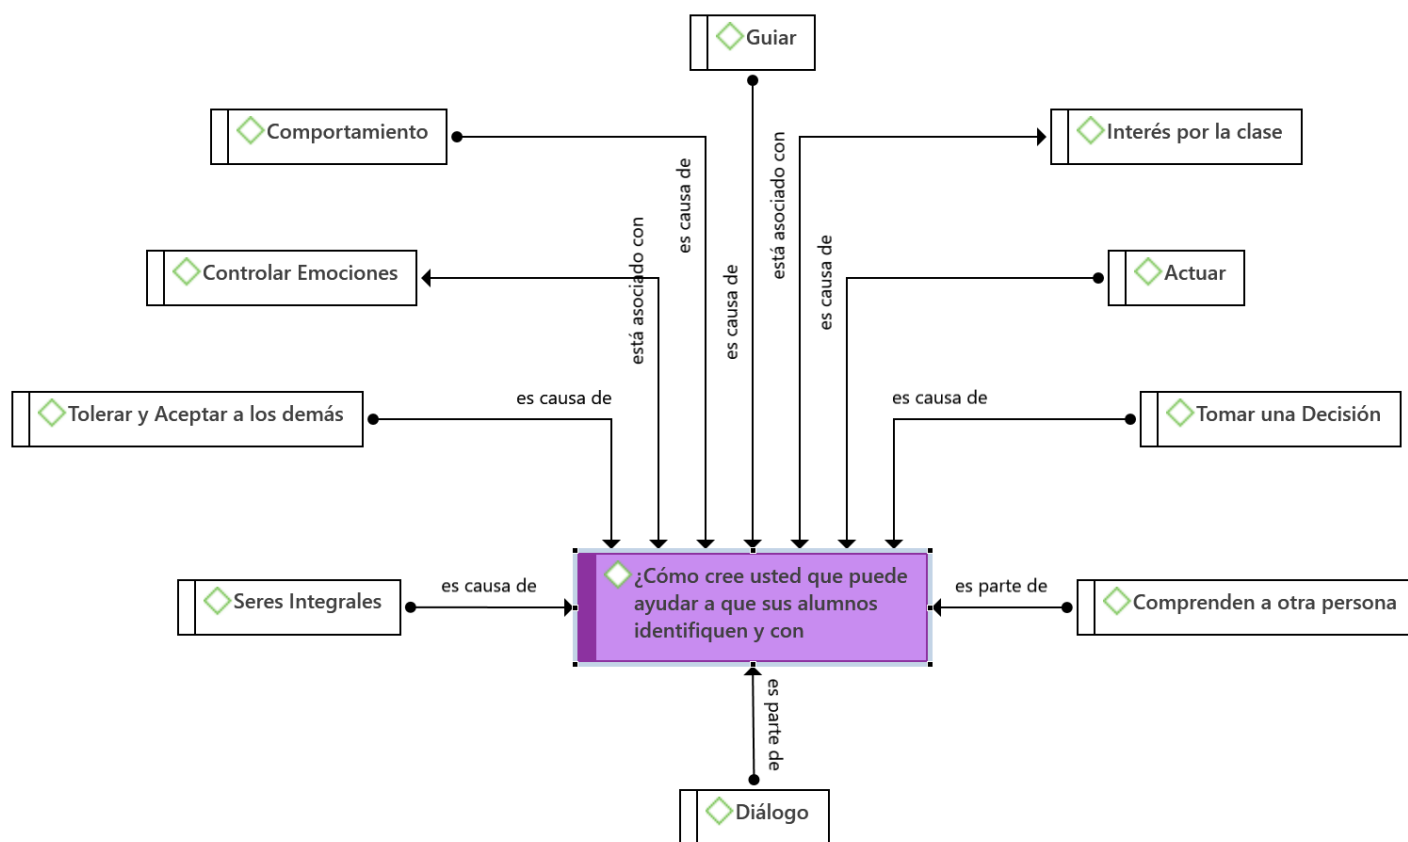 Guiar
Comportamiento
Interés por la clase
es causa de
está asociado con
está asociado con
es causa de
es causa de
Controlar Emociones
Actuar
Tolerar y Aceptar a los demás
es causa de
es causa de
Tomar una Decisión
¿Cómo cree usted que puede
ayudar a que sus alumnos
identifiquen y con
Seres Integrales
es causa de
es parte de
Comprenden a otra persona
es parte de
Diálogo